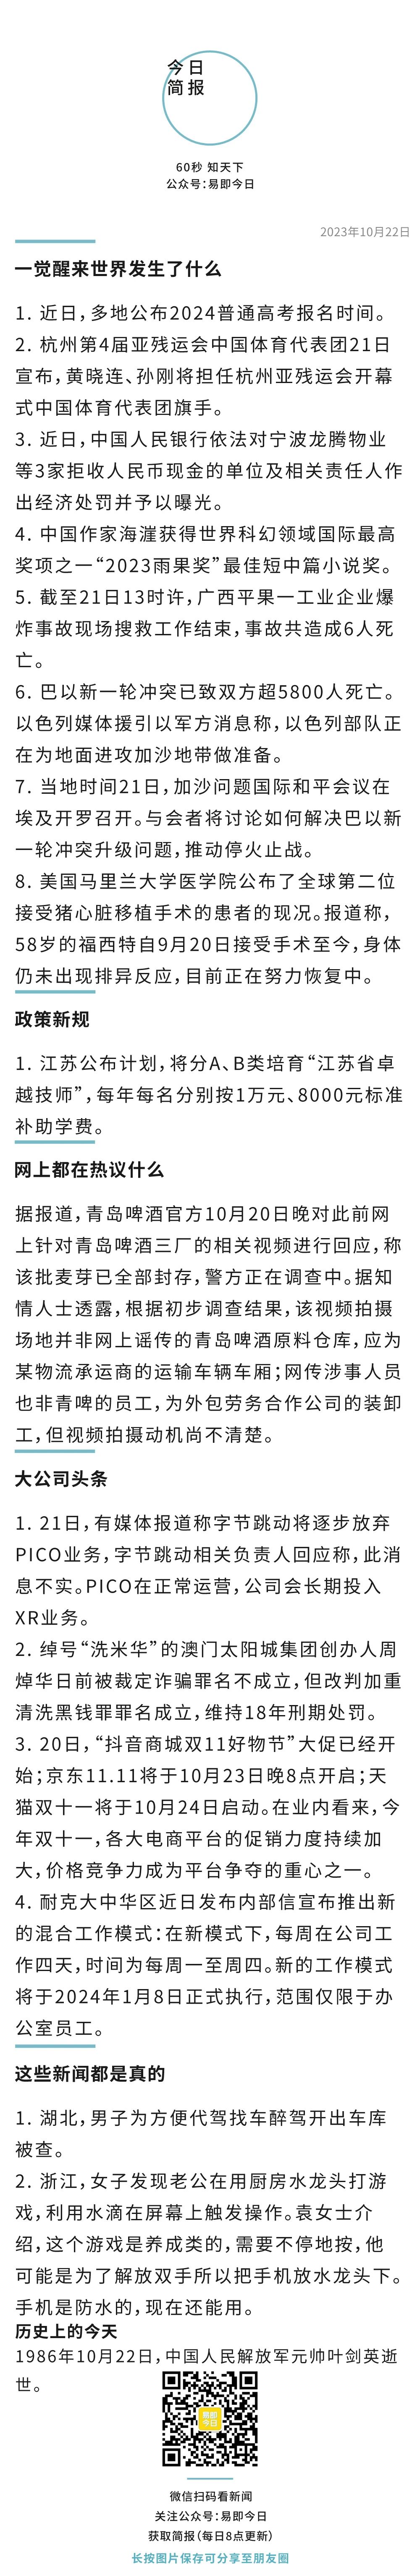 今日
简报
60秒 知天下
公众号：易即今日
2023年10月22日
一觉醒来世界发生了什么
1. 近日，多地公布2024普通高考报名时间。
2. 杭州第4届亚残运会中国体育代表团21日
宣布，黄晓连、孙刚将担任杭州亚残运会开幕
式中国体育代表团旗手。
3. 近日，中国人民银行依法对宁波龙腾物业
等3家拒收人民币现金的单位及相关责任人作
出经济处罚并予以曝光。
4. 中国作家海漄获得世界科幻领域国际最高
奖项之一“2023雨果奖”最佳短中篇小说奖。
5. 截至21日13时许，广西平果一工业企业爆
炸事故现场搜救工作结束，事故共造成6人死
亡。
6. 巴以新一轮冲突已致双方超5800人死亡。
以色列媒体援引以军方消息称，以色列部队正
在为地面进攻加沙地带做准备。
7. 当地时间21日，加沙问题国际和平会议在
埃及开罗召开。与会者将讨论如何解决巴以新
一轮冲突升级问题，推动停火止战。
8. 美国马里兰大学医学院公布了全球第二位
接受猪心脏移植手术的患者的现况。报道称，
58岁的福西特自9月20日接受手术至今，身体
仍未出现排异反应，目前正在努力恢复中。
政策新规
1. 江苏公布计划，将分A、B类培育“江苏省卓
越技师”，每年每名分别按1万元、8000元标准
补助学费。
网上都在热议什么
据报道，青岛啤酒官方10月20日晚对此前网
上针对青岛啤酒三厂的相关视频进行回应，称
该批麦芽已全部封存，警方正在调查中。据知
情人士透露，根据初步调查结果，该视频拍摄
场地并非网上谣传的青岛啤酒原料仓库，应为
某物流承运商的运输车辆车厢；网传涉事人员
也非青啤的员工，为外包劳务合作公司的装卸
工，但视频拍摄动机尚不清楚。
大公司头条
1. 21日，有媒体报道称字节跳动将逐步放弃
PICO业务，字节跳动相关负责人回应称，此消
息不实。PICO在正常运营，公司会长期投入
XR业务。
2. 绰号“洗米华”的澳门太阳城集团创办人周
焯华日前被裁定诈骗罪名不成立，但改判加重
清洗黑钱罪罪名成立，维持18年刑期处罚。
3. 20日，“抖音商城双11好物节”大促已经开
始；京东11.11将于10月23日晚8点开启；天
猫双十一将于10月24日启动。在业内看来，今
年双十一，各大电商平台的促销力度持续加
大，价格竞争力成为平台争夺的重心之一。
4. 耐克大中华区近日发布内部信宣布推出新
的混合工作模式：在新模式下，每周在公司工
作四天，时间为每周一至周四。新的工作模式
将于2024年1月8日正式执行，范围仅限于办
公室员工。
这些新闻都是真的
1. 湖北，男子为方便代驾找车醉驾开出车库
被查。
2. 浙江，女子发现老公在用厨房水龙头打游
戏，利用水滴在屏幕上触发操作。袁女士介
绍，这个游戏是养成类的，需要不停地按，他
可能是为了解放双手所以把手机放水龙头下。
手机是防水的，现在还能用。
历史上的今天
1986年10月22日，中国人民解放军元帅叶剑英逝
世。
易即
今日
微信扫码看新闻
关注公众号：易即今日
获取简报（每日8点更新）
长按图片保存可分享至朋友圈